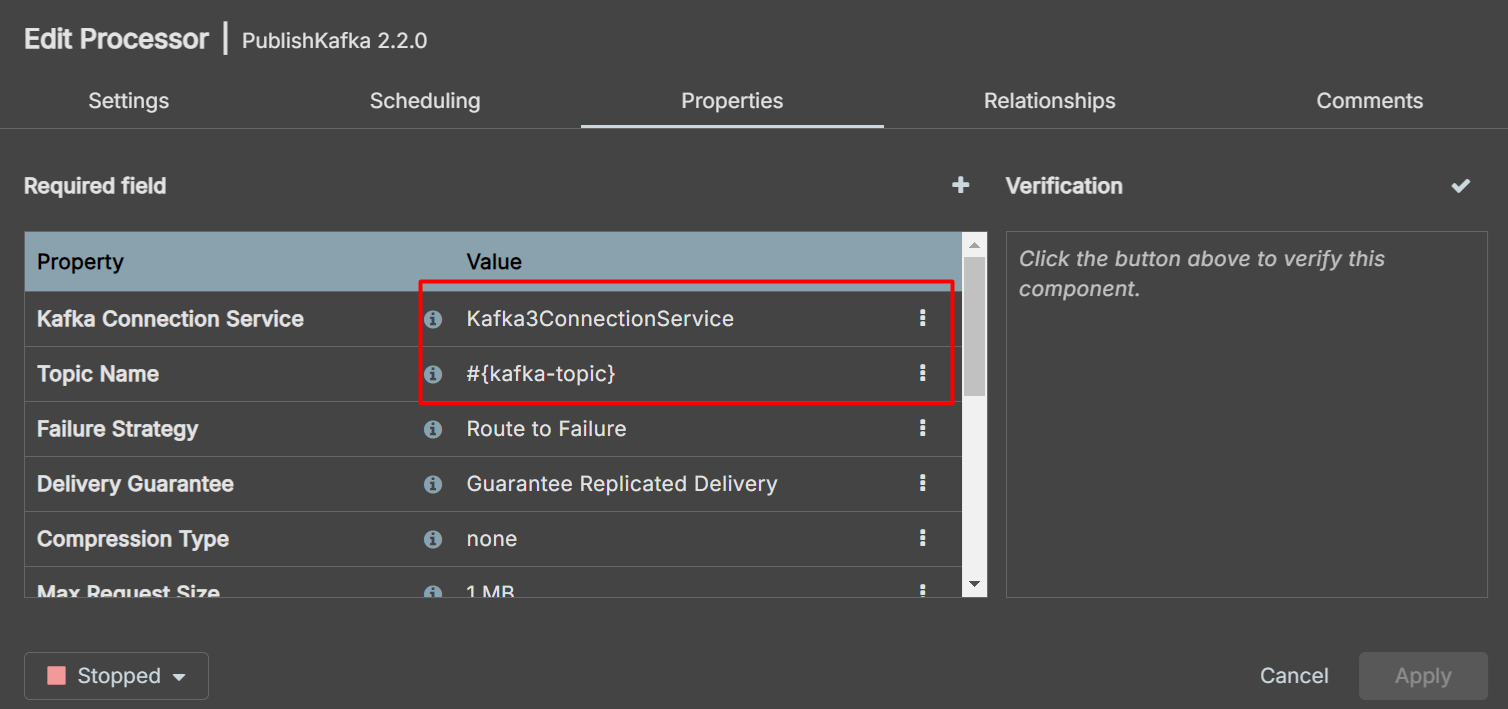 Edit Processor | PublishKafka 2.2.0
Settings Scheduling Properties Relationships Comments
Required field
Verification
Property Value
Click the button above to verify this
component.
Kafka Connection Service Kafka3ConnectionService
Topic Name #{kafka-topic}
Failure Strategy Route to Failure
Delivery Guarantee Guarantee Replicated Delivery
Compression Type none
Max Request Size 1 MB
Stopped
Cancel Apply